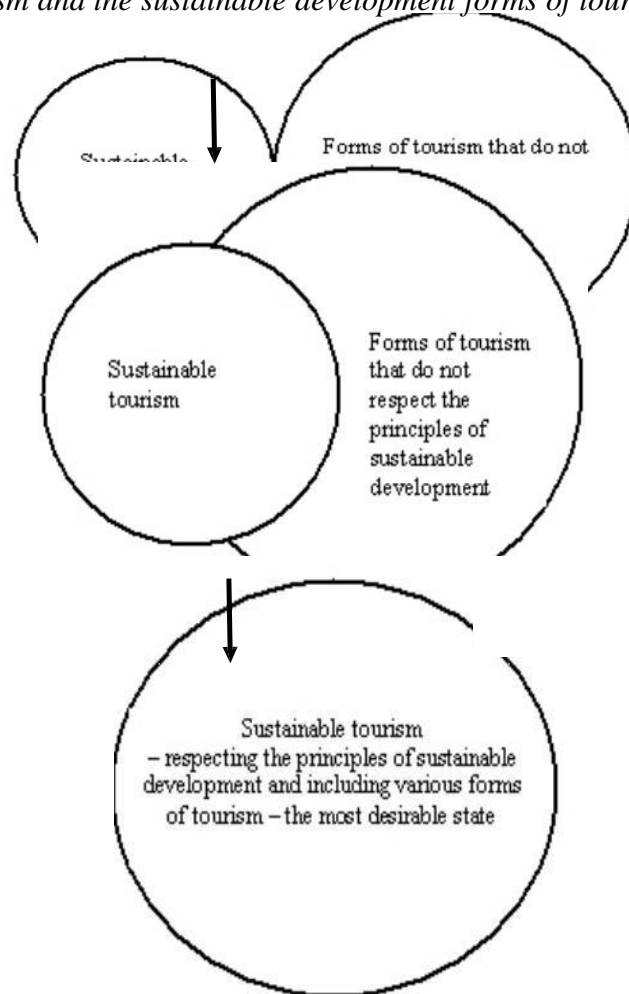 ism and the sustainable development forms of tour
Sustainable
Forms of tourism that do not
Sustainable
tourism
Forms of tourism
that do not
respect the
principles of
sustainable
development
Sustainable tourism
– respecting the principles of sustainable
development and including various forms
of tourism – the most desirable state